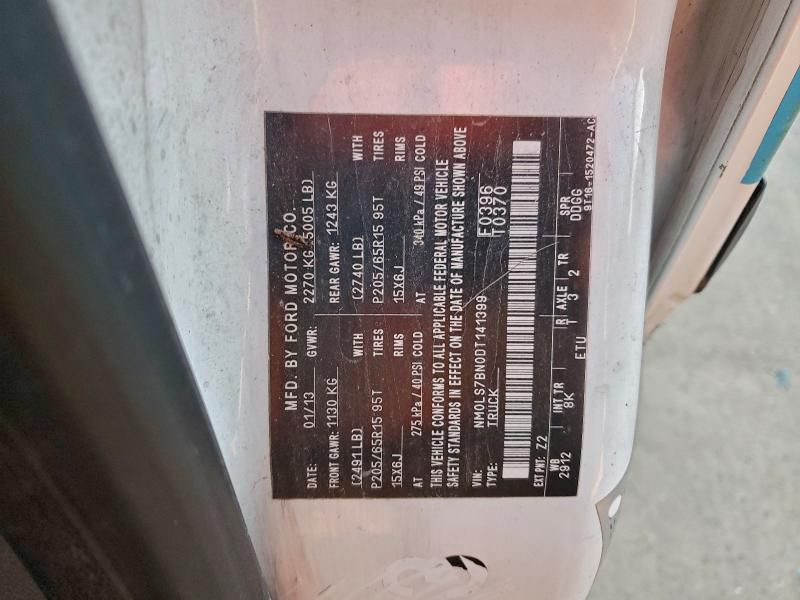 MFD. BY FORD MOTOR CO.
DATE: 01/13 GVWR: 2270 KG (5005 LB)
FRONT GAWR: 1130 KG REAR GAWR: 1243 KG
(2491LB) WITH (2740 LB) WITH
P205/65R15 95T TIRES P205/65R15 95T TIRES
15X6J RIMS 15X6J RIMS
AT 275 kPa / 40 PSI COLD AT 340 kPa / 49 PSI COLD
THIS VEHICLE CONFORMS TO ALL APPLICABLE FEDERAL MOTOR VEHICLE
SAFETY STANDARDS IN EFFECT ON THE DATE OF MANUFACTURE SHOWN ABOVE
VIN: NM0LS7BN0DT141399 F0396
TYPE: TRUCK T0370
EXT PNT: Z2
WB INT TR R AXLE TR SPR
2912 8K T 3 2 DDGG
ETU 9T16-1520472-AC